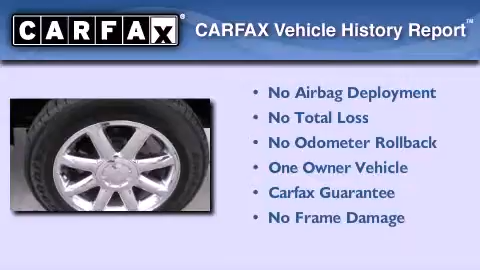 CARFAX® CARFAX Vehicle History Report™
• No Airbag Deployment
• No Total Loss
• No Odometer Rollback
• One Owner Vehicle
• Carfax Guarantee
• No Frame Damage